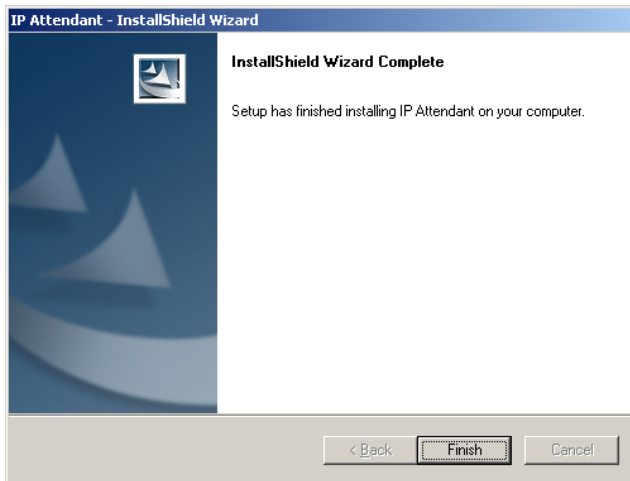 IP Attendant - InstallShield Wizard
InstallShield Wizard Complete
Setup has finished installing IP Attendant on your computer.
< Back
Finish
Cancel